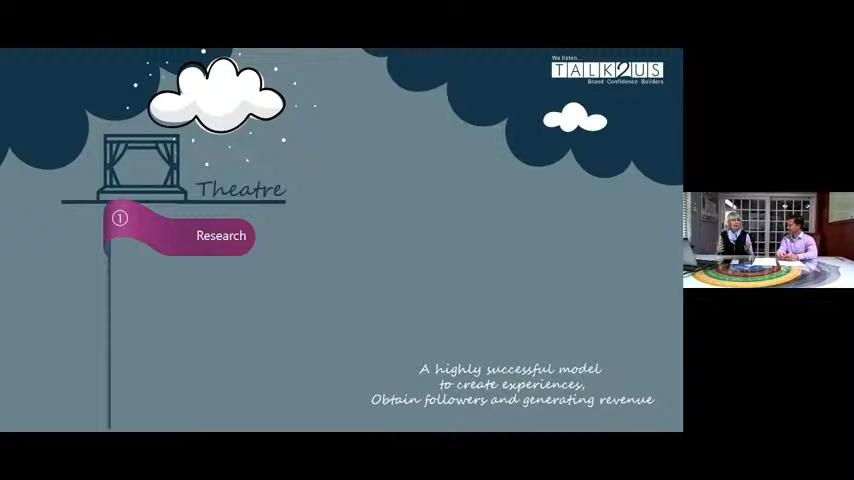 We listen...
TALK2US
Brand Confidence Builders
Theatre
① Research
A highly successful model
to create experiences,
Obtain followers and generating revenue